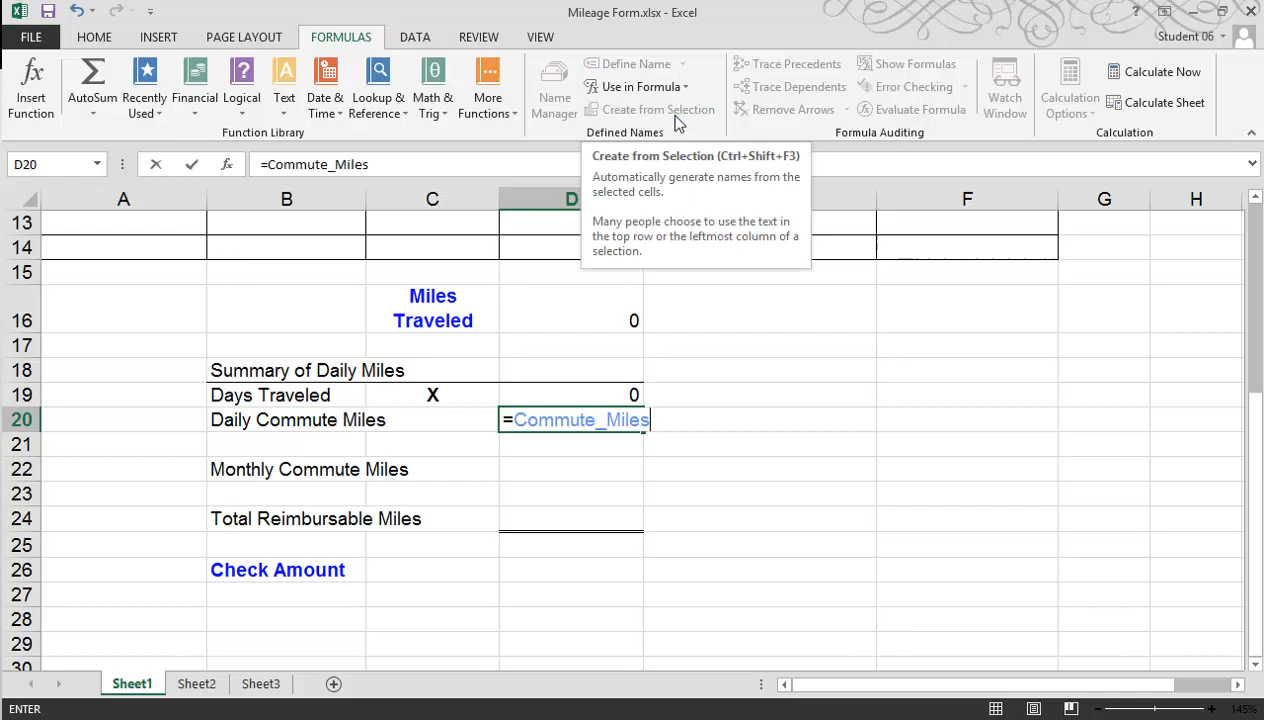 Mileage Form.xlsx - Excel
?
FILE HOME INSERT PAGE LAYOUT FORMULAS DATA REVIEW VIEW Student 06
fx
Insert Function
AutoSum
Recently Used
Financial
Logical
Text
Date & Time
Lookup & Reference
Math & Trig
More Functions
Function Library
Name Manager
Define Name
Use in Formula
Create from Selection
Defined Names
Trace Precedents
Trace Dependents
Remove Arrows
Show Formulas
Error Checking
Evaluate Formula
Watch Window
Formula Auditing
Calculation Options
Calculate Now
Calculate Sheet
Calculation
D20 fx =Commute_Miles
Create from Selection (Ctrl+Shift+F3)
Automatically generate names from the
selected cells.
Many people choose to use the text in
the top row or the leftmost column of a
selection.
A B C D F G H
13
14
15
Miles
16 Traveled 0
17
18 Summary of Daily Miles
19 Days Traveled X 0
20 Daily Commute Miles =Commute_Miles
21
22 Monthly Commute Miles
23
24 Total Reimbursable Miles
25
26 Check Amount
27
28
29
30
Sheet1 Sheet2 Sheet3
ENTER 145%